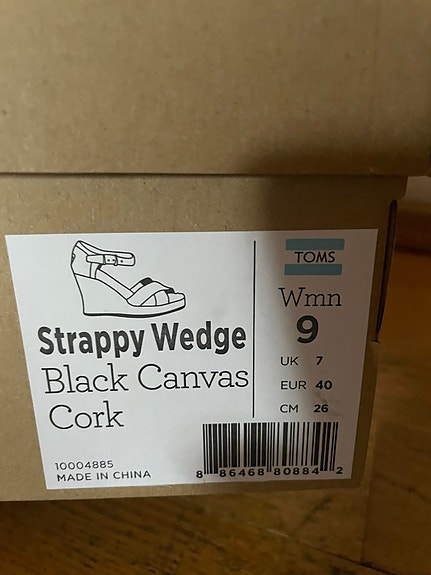 Strappy Wedge
Black Canvas
Cork
10004885
MADE IN CHINA
TOMS
Wmn
9
UK 7
EUR 40
CM 26
8 86468 80884 2